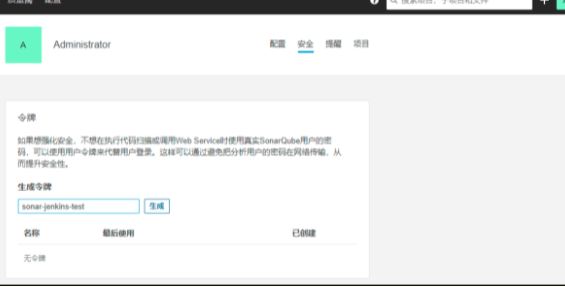 配置
搜索项目、子项目和文件
A
Administrator
配置 安全 提醒 项目
令牌
如果想强化安全，不想在执行代码扫描或调用Web Service时使用真实SonarQube用户的密
码，可以使用用户令牌来代替用户登录。这样可以通过避免把分析用户的密码在网络传输，从
而提升安全性。
生成令牌
sonar-jenkins-test 生成
名称 最后使用 已创建
无令牌